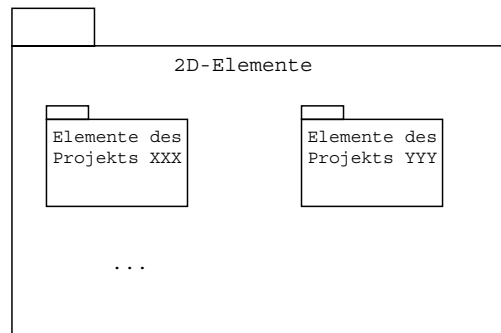 2D-Elemente
Elemente des
Projekts XXX
Elemente des
Projekts YYY
...